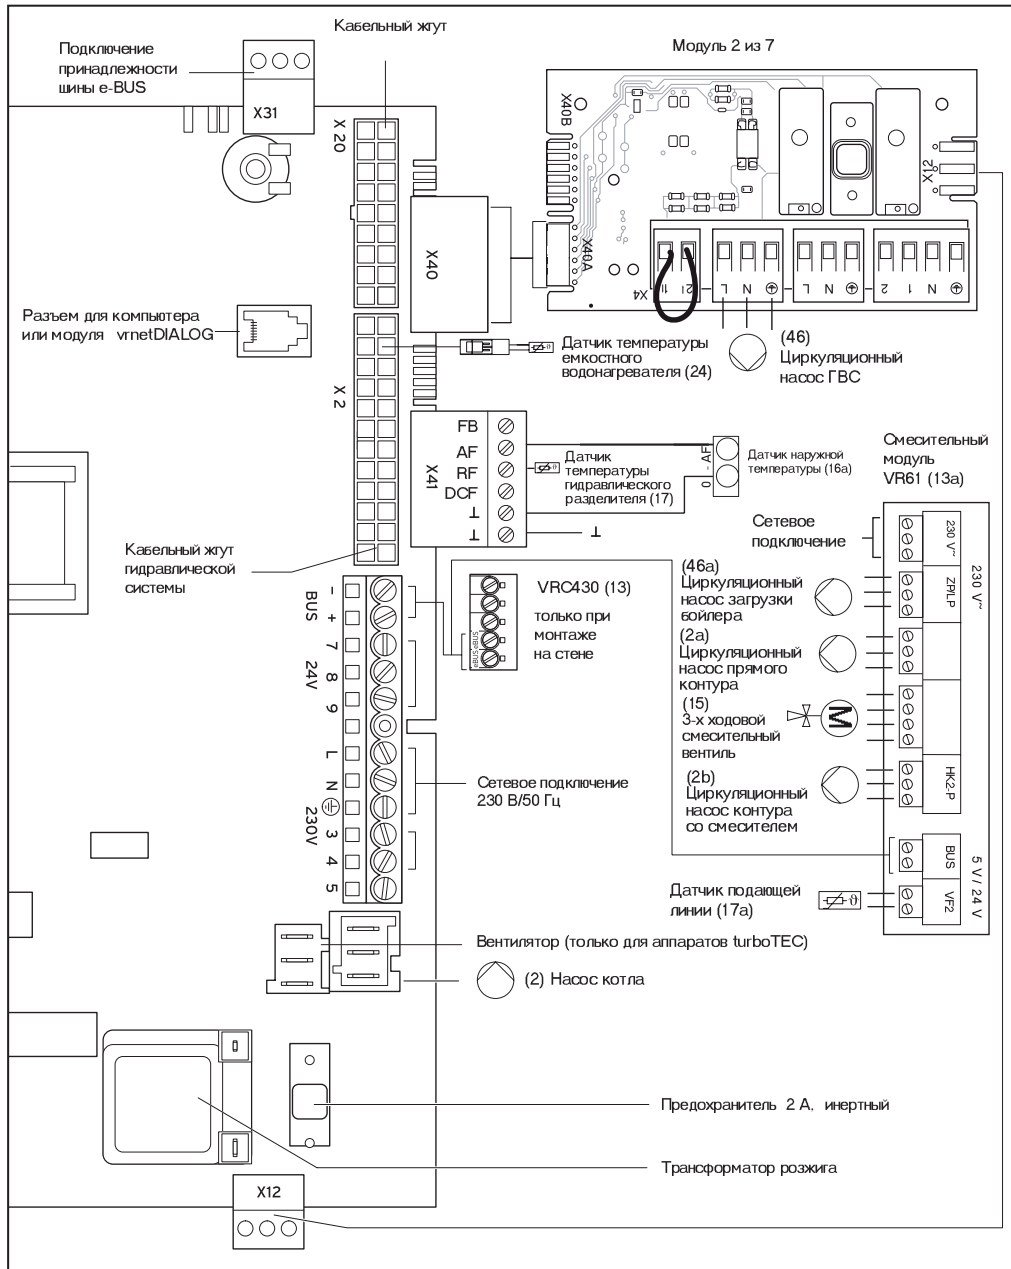 Кабельный жгут
Подключение
принадлежности
шины e-BUS
X31
X 20
Модуль 2 из 7
X40B
X12
X40A
X40
X4
1
2
L
N
L
N
2
1
N
Разъем для компьютера
или модуля vrnetDIALOG
Датчик температуры
емкостного
водонагревателя (24)
(46)
Циркуляционный
насос ГВС
X 2
X41
FB
AF
RF
DCF
⊥
⊥
Датчик
температуры
гидравлического
разделителя (17)
⊥
0 - AF
Датчик наружной
температуры (16a)
Смесительный
модуль
VR61 (13a)
Сетевое
подключение
230 V~
230 V~
ZP/LP
Кабельный жгут
гидравлической
системы
VRC430 (13)
только при
монтаже
на стене
(46a)
Циркуляционный
насос загрузки
бойлера
(2a)
Циркуляционный
насос прямого
контура
(15)
3-х ходовой
смесительный
вентиль
M
(2b)
Циркуляционный
насос контура
со смесителем
HK2-P
BUS
5 V / 24 V
VF2
Датчик подающей
линии (17a)
–
BUS
+
7
24V
8
9
L
N
230V
3
4
5
Сетевое подключение
230 В/50 Гц
Вентилятор (только для аппаратов turboTEC)
(2) Насос котла
Предохранитель 2 A, инертный
Трансформатор розжига
X12